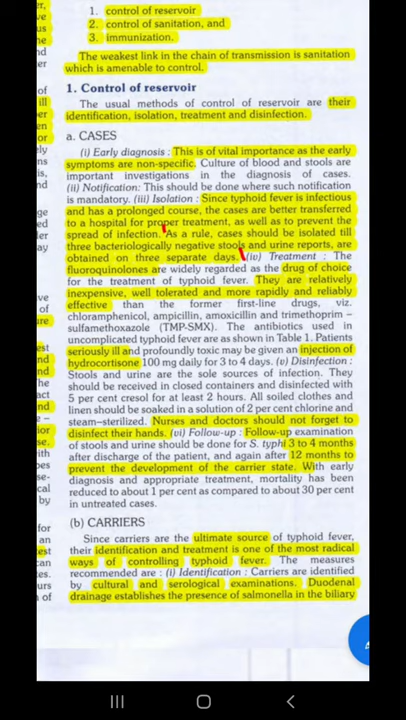 1. control of reservoir
2. control of sanitation, and
3. immunization.
The weakest link in the chain of transmission is sanitation
which is amenable to control.
1. Control of reservoir
The usual methods of control of reservoir are their
identification, isolation, treatment and disinfection.
a. CASES
(i) Early diagnosis : This is of vital importance as the early
symptoms are non-specific. Culture of blood and stools are
important investigations in the diagnosis of cases.
(ii) Notification: This should be done where such notification
is mandatory. (iii) Isolation : Since typhoid fever is infectious
and has a prolonged course, the cases are better transferred
to a hospital for proper treatment, as well as to prevent the
spread of infection. As a rule, cases should be isolated till
three bacteriologically negative stools and urine reports, are
obtained on three separate days. (iv) Treatment : The
fluoroquinolones are widely regarded as the drug of choice
for the treatment of typhoid fever. They are relatively
inexpensive, well tolerated and more rapidly and reliably
effective than the former first-line drugs, viz.
chloramphenicol, ampicillin, amoxicillin and trimethoprim –
sulfamethoxazole (TMP-SMX). The antibiotics used in
uncomplicated typhoid fever are as shown in Table 1. Patients
seriously ill and profoundly toxic may be given an injection of
hydrocortisone 100 mg daily for 3 to 4 days. (v) Disinfection :
Stools and urine are the sole sources of infection. They
should be received in closed containers and disinfected with
5 per cent cresol for at least 2 hours. All soiled clothes and
linen should be soaked in a solution of 2 per cent chlorine and
steam–sterilized. Nurses and doctors should not forget to
disinfect their hands. (vi) Follow-up : Follow-up examination
of stools and urine should be done for S. typhi 3 to 4 months
after discharge of the patient, and again after 12 months to
prevent the development of the carrier state. With early
diagnosis and appropriate treatment, mortality has been
reduced to about 1 per cent as compared to about 30 per cent
in untreated cases.
(b) CARRIERS
Since carriers are the ultimate source of typhoid fever,
their identification and treatment is one of the most radical
ways of controlling typhoid fever. The measures
recommended are : (i) Identification : Carriers are identified
by cultural and serological examinations. Duodenal
drainage establishes the presence of salmonella in the biliary